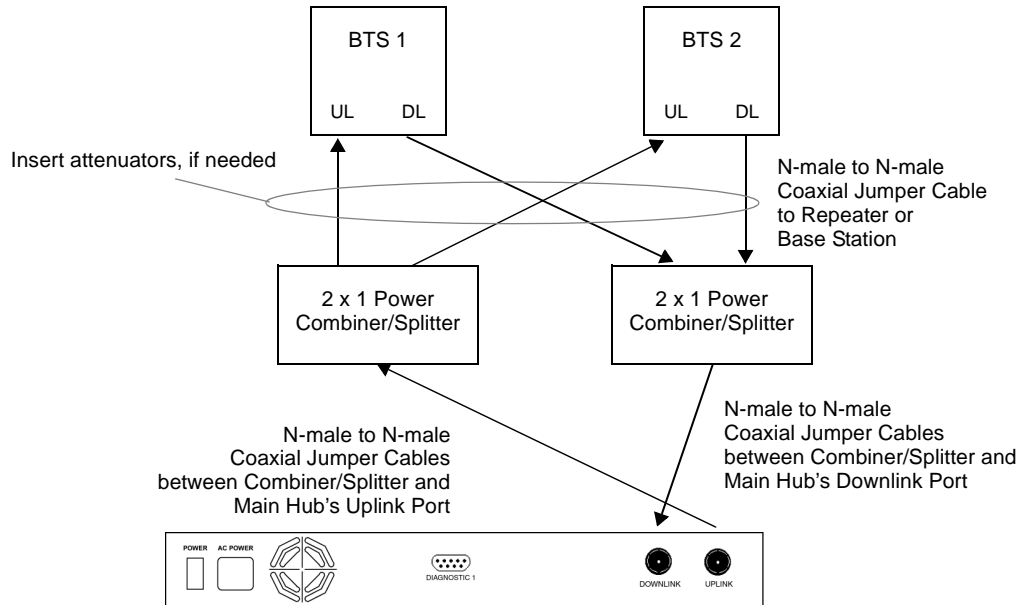 BTS 1
BTS 2
UL
DL
UL
DL
Insert attenuators, if needed
N-male to N-male
Coaxial Jumper Cable
to Repeater or
Base Station
2 x 1 Power
Combiner/Splitter
2 x 1 Power
Combiner/Splitter
N-male to N-male
Coaxial Jumper Cables
between Combiner/Splitter and
Main Hub’s Uplink Port
N-male to N-male
Coaxial Jumper Cables
between Combiner/Splitter and
Main Hub’s Downlink Port
POWER
AC POWER
DIAGNOSTIC 1
DOWNLINK
UPLINK